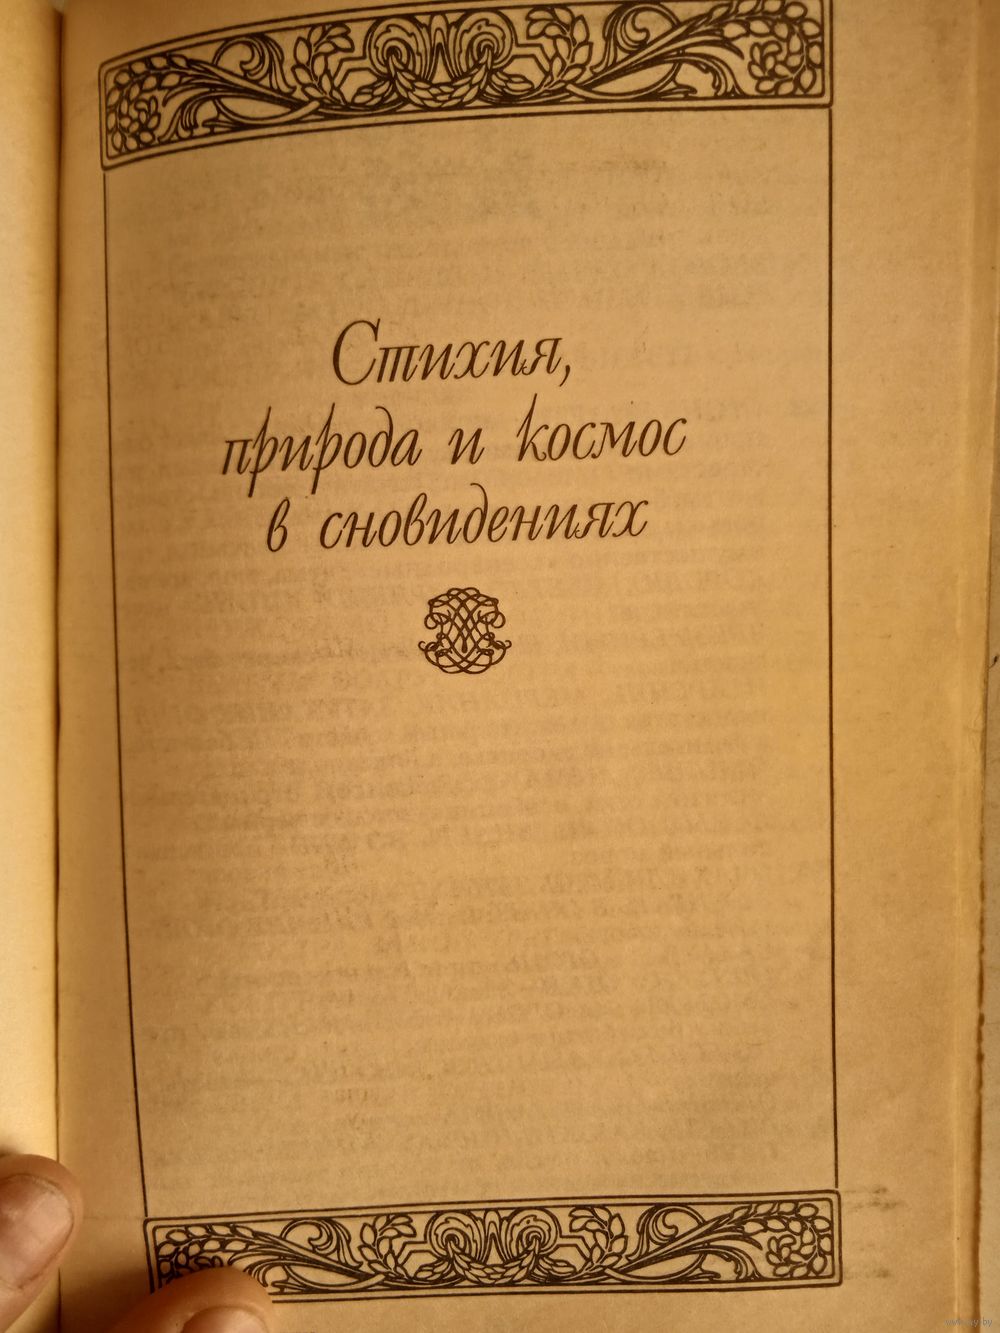 Стихия,
природа и космос
в сновидениях